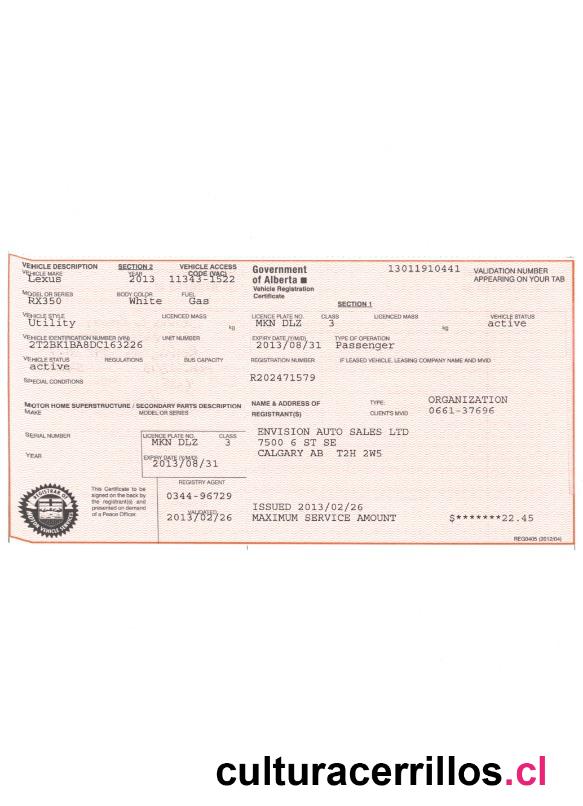 VEHICLE DESCRIPTION SECTION 2 VEHICLE ACCESS CODE (VAC)
VEHICLE MAKE YEAR
Lexus 2013 11343-1522
MODEL OR SERIES BODY COLOR FUEL
RX350 White Gas
VEHICLE STYLE LICENCED MASS
Utility kg
VEHICLE IDENTIFICATION NUMBER (VIN) UNIT NUMBER
2T2BK1BA8DC163226
VEHICLE STATUS REGULATIONS BUS CAPACITY
active
SPECIAL CONDITIONS
MOTOR HOME SUPERSTRUCTURE / SECONDARY PARTS DESCRIPTION
MAKE MODEL OR SERIES
SERIAL NUMBER LICENCE PLATE NO. CLASS
MKN DLZ 3
YEAR EXPIRY DATE (Y/M/D)
2013/08/31
REGISTRAR OF MOTOR VEHICLE SERVICES
This Certificate to be
signed on the back by
the registrant(s) and
presented on demand
of a Peace Officer.
REGISTRY AGENT
0344-96729
VALIDATED
2013/02/26
Government
of Alberta
Vehicle Registration
Certificate
13011910441 VALIDATION NUMBER
APPEARING ON YOUR TAB
SECTION 1
LICENCE PLATE NO. CLASS LICENCED MASS VEHICLE STATUS
MKN DLZ 3 kg active
EXPIRY DATE (Y/M/D) TYPE OF OPERATION
2013/08/31 Passenger
REGISTRATION NUMBER IF LEASED VEHICLE, LEASING COMPANY NAME AND MVID
R202471579
NAME & ADDRESS OF TYPE: ORGANIZATION
REGISTRANT(S) CLIENT'S MVID 0661-37696
ENVISION AUTO SALES LTD
7500 6 ST SE
CALGARY AB T2H 2W5
ISSUED 2013/02/26
MAXIMUM SERVICE AMOUNT $*******22.45
REG0405 (2012/04)
culturacerrillos.cl